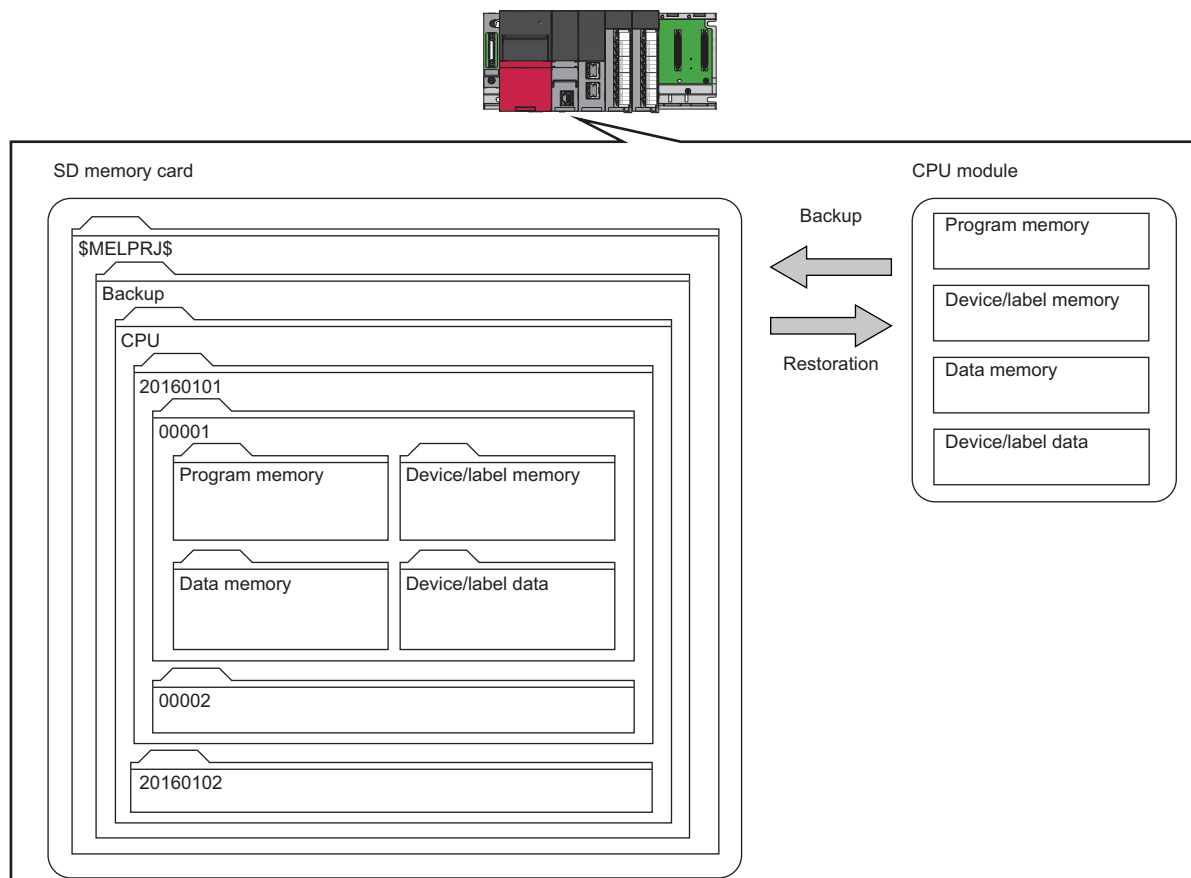 SD memory card
CPU module
$MELPRJ$
Backup
CPU
20160101
00001
Program memory
Device/label memory
Data memory
Device/label data
00002
20160102
Backup
Restoration
Program memory
Device/label memory
Data memory
Device/label data